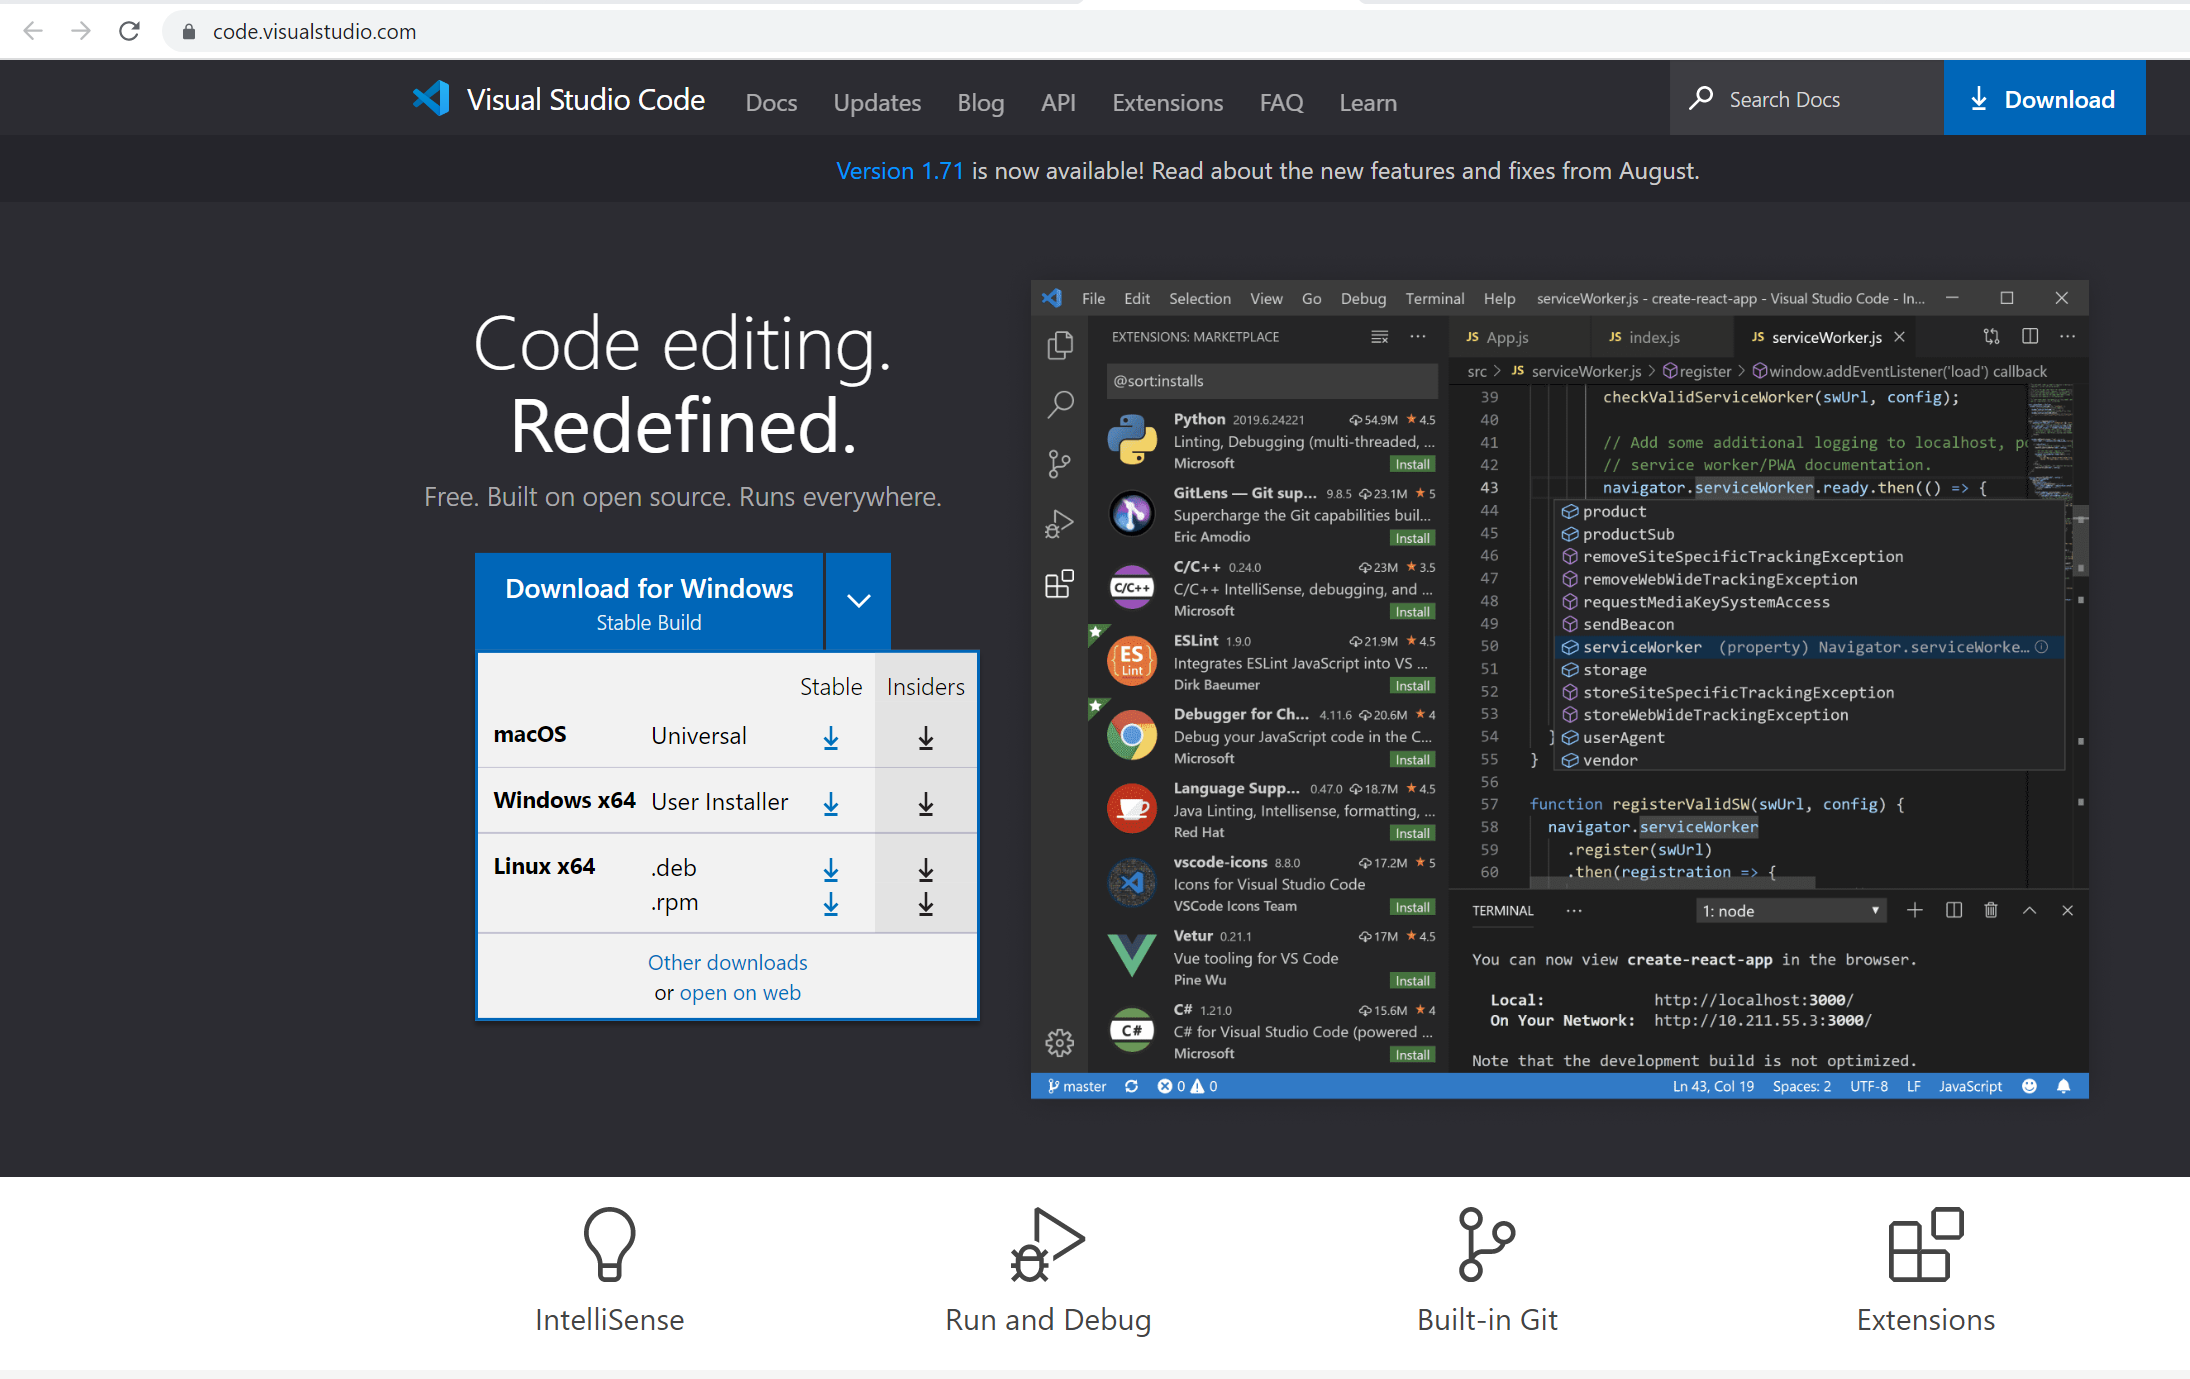 code.visualstudio.com
Visual Studio Code Docs Updates Blog API Extensions FAQ Learn Search Docs Download
Version 1.71 is now available! Read about the new features and fixes from August.
Code editing.
Redefined.
Free. Built on open source. Runs everywhere.
Download for Windows
Stable Build
Stable Insiders
macOS Universal
Windows x64 User Installer
Linux x64 .deb
.rpm
Other downloads
or open on web
File Edit Selection View Go Debug Terminal Help serviceWorker.js - create-react-app - Visual Studio Code - In...
EXTENSIONS: MARKETPLACE
@sort:installs
Python 2019.6.24221 54.9M 4.5
Linting, Debugging (multi-threaded, ...
Microsoft Install
GitLens — Git sup... 9.8.5 23.1M 5
Supercharge the Git capabilities buil...
Eric Amodio Install
C/C++ C/C++ 0.24.0 23M 3.5
C/C++ IntelliSense, debugging, and ...
Microsoft Install
ES Lint
ESLint 1.9.0 21.9M 4.5
Integrates ESLint JavaScript into VS ...
Dirk Baeumer Install
Debugger for Ch... 4.11.6 20.6M 4
Debug your JavaScript code in the C...
Microsoft Install
Language Supp... 0.47.0 18.7M 4.5
Java Linting, Intellisense, formatting, ...
Red Hat Install
vscode-icons 8.8.0 17.2M 5
Icons for Visual Studio Code
VSCode Icons Team Install
Vetur 0.21.1 17M 4.5
Vue tooling for VS Code
Pine Wu Install
C# C# 1.21.0 15.6M 4
C# for Visual Studio Code (powered ...
Microsoft Install
JS App.js JS index.js JS serviceWorker.js
src > JS serviceWorker.js > register > window.addEventListener('load') callback
39 checkValidServiceWorker(swUrl, config);
40
41 // Add some additional logging to localhost, po
42 // service worker/PWA documentation.
43 navigator.serviceWorker.ready.then(() => {
44 product
45 productSub
46 removeSiteSpecificTrackingException
47 removeWebWideTrackingException
48 requestMediaKeySystemAccess
49 sendBeacon
50 serviceWorker (property) Navigator.serviceWorke...
51 storage
52 storeSiteSpecificTrackingException
53 storeWebWideTrackingException
54 } userAgent
55 } vendor
56
57 function registerValidSW(swUrl, config) {
58 navigator.serviceWorker
59 .register(swUrl)
60 .then(registration => {
TERMINAL ... 1: node
You can now view create-react-app in the browser.
Local: http://localhost:3000/
On Your Network: http://10.211.55.3:3000/
Note that the development build is not optimized.
master 0 0 Ln 43, Col 19 Spaces: 2 UTF-8 LF JavaScript
IntelliSense Run and Debug Built-in Git Extensions